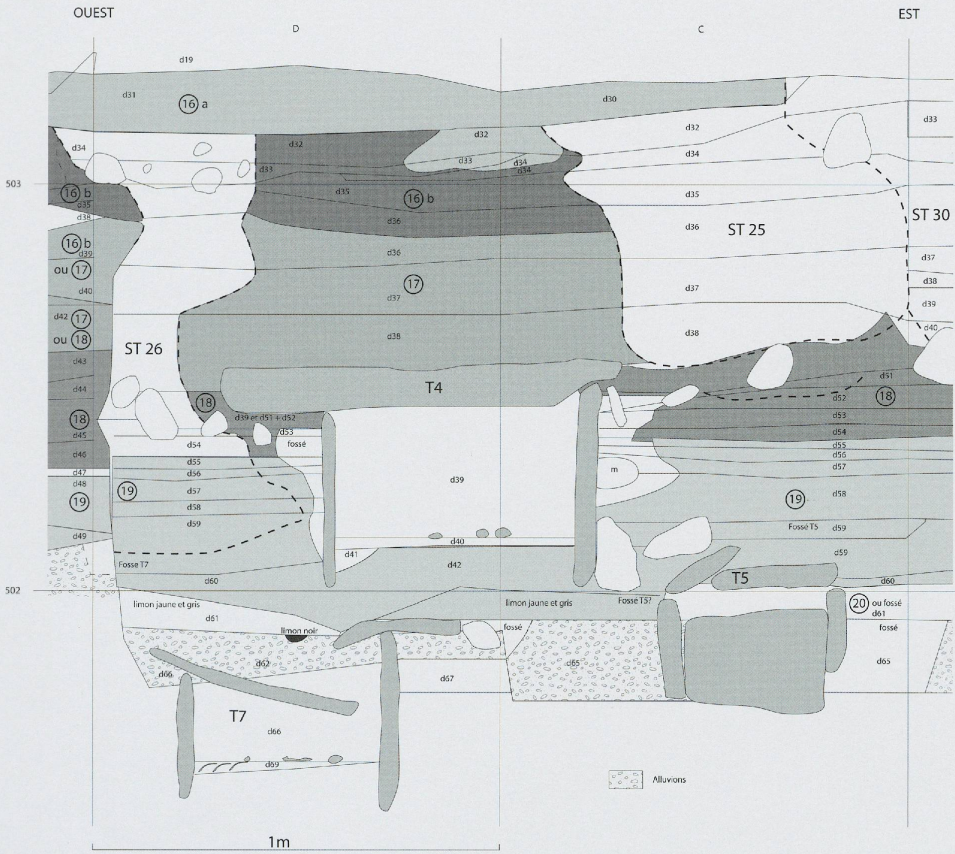 OUEST
EST
D
C
d19
d31
16 a
d30
d33
d32
d32
d32
d34
d33
d34
d34
d34
d33
503
16 b
d35
d35
16 b
d35
d38
d36
d36
ST 25
ST 30
16 b
d39
d36
ou 17
17
d37
d37
d37
d38
d40
d39
d42 17
d38
d38
d40
ou 18
ST 26
d43
d51
T4
d44
18
18
d52
d39 et d51 + d52
d53
18
d53
d54
d45
d54
fossé
d46
d55
d55
d56
d56
d47
d57
m
d48
19
d57
d39
19
d58
19
d58
Fosse T5
d59
d59
d49
d40
d41
d59
Fosse T7
d42
T5
d60
d60
502
limon jaune et gris
limon jaune et gris
Fosse T5?
20 ou fossé
d61
d61
limon noir
fossé
fossé
d62
d65
d65
d66
d67
T7
d66
d69
Alluvions
1m